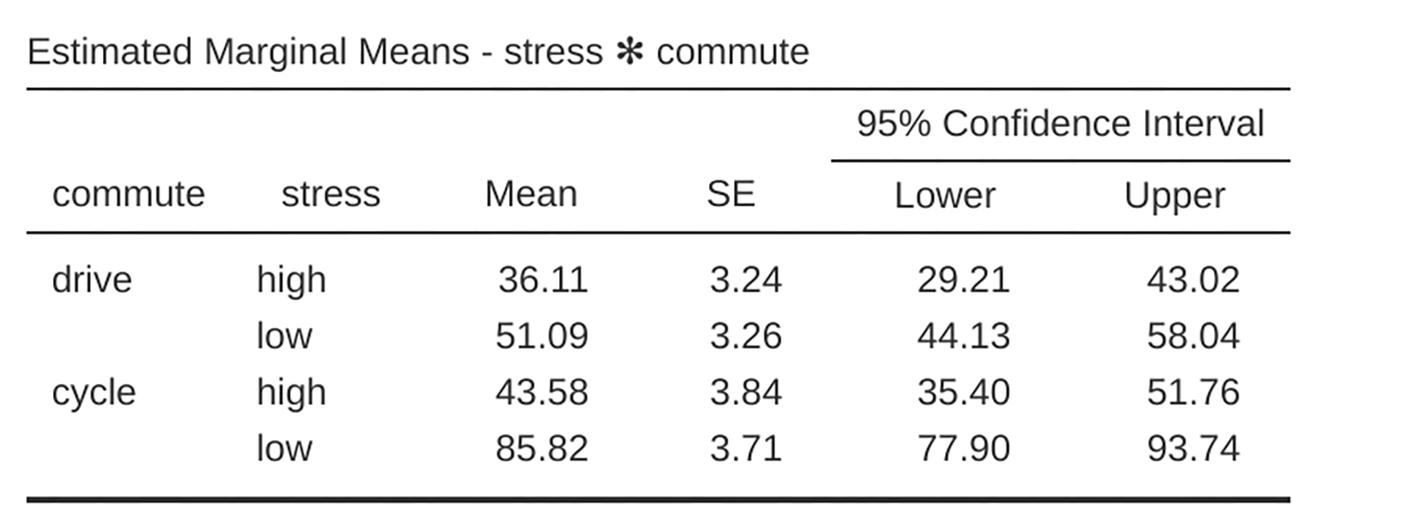 Estimated Marginal Means - stress ✻ commute
95% Confidence Interval
commute stress Mean SE Lower Upper
drive high 36.11 3.24 29.21 43.02
low 51.09 3.26 44.13 58.04
cycle high 43.58 3.84 35.40 51.76
low 85.82 3.71 77.90 93.74